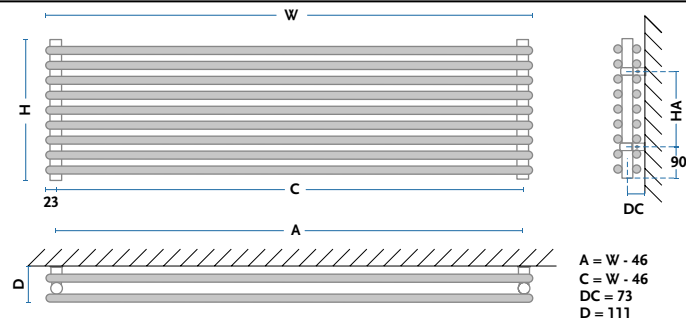 W
H
HA
90
C
23
DC
A
D
A = W - 46
C = W - 46
DC = 73
D = 111